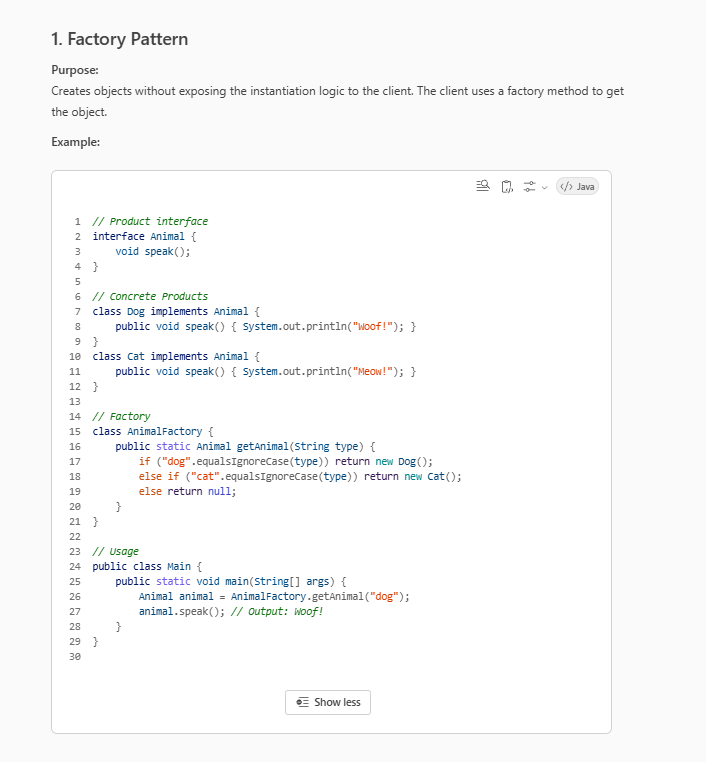 1. Factory Pattern
Purpose:
Creates objects without exposing the instantiation logic to the client. The client uses a factory method to get
the object.
Example:
</> Java
1 // Product interface
2 interface Animal {
3     void speak();
4 }
5
6 // Concrete Products
7 class Dog implements Animal {
8     public void speak() { System.out.println("Woof!"); }
9 }
10 class Cat implements Animal {
11     public void speak() { System.out.println("Meow!"); }
12 }
13
14 // Factory
15 class AnimalFactory {
16     public static Animal getAnimal(String type) {
17         if ("dog".equalsIgnoreCase(type)) return new Dog();
18         else if ("cat".equalsIgnoreCase(type)) return new Cat();
19         else return null;
20     }
21 }
22
23 // Usage
24 public class Main {
25     public static void main(String[] args) {
26         Animal animal = AnimalFactory.getAnimal("dog");
27         animal.speak(); // Output: Woof!
28     }
29 }
30
Show less